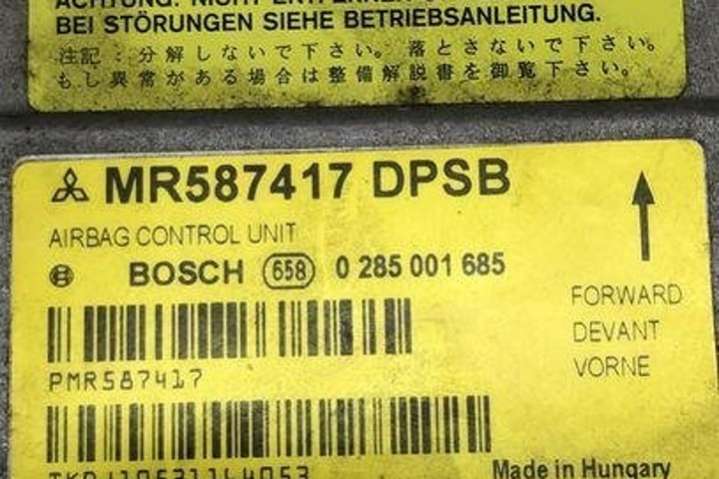 BEI STÖRUNGEN SIEHE BETRIEBSANLEITUNG.
注記：分解しないで下さい。 落とさないで下さい。
もし異常がある場合は整備解説書を御覧下さい。
MR587417 DPSB
AIRBAG CONTROL UNIT
BOSCH 658 0 285 001 685
FORWARD
DEVANT
VORNE
PMR587417
Made in Hungary